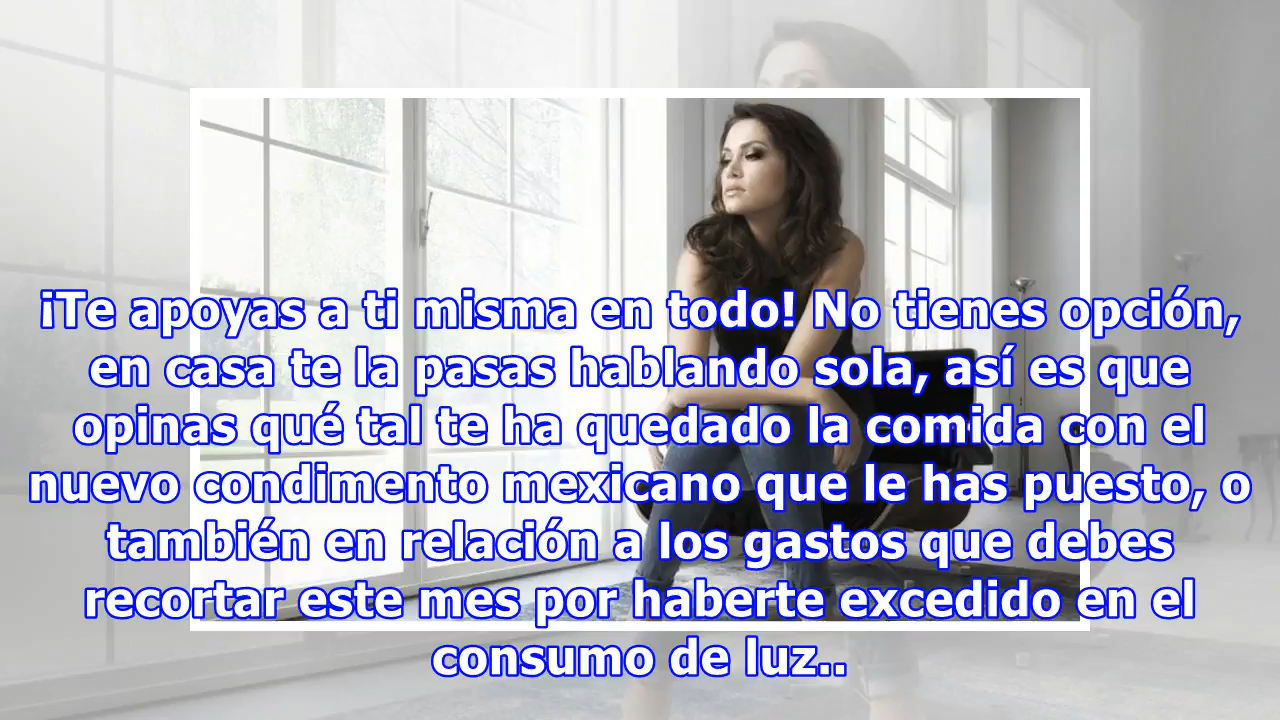 ¡Te apoyas a ti misma en todo! No tienes opción,
en casa te la pasas hablando sola, así es que
opinas qué tal te ha quedado la comida con el
nuevo condimento mexicano que le has puesto, o
también en relación a los gastos que debes
recortar este mes por haberte excedido en el
consumo de luz..